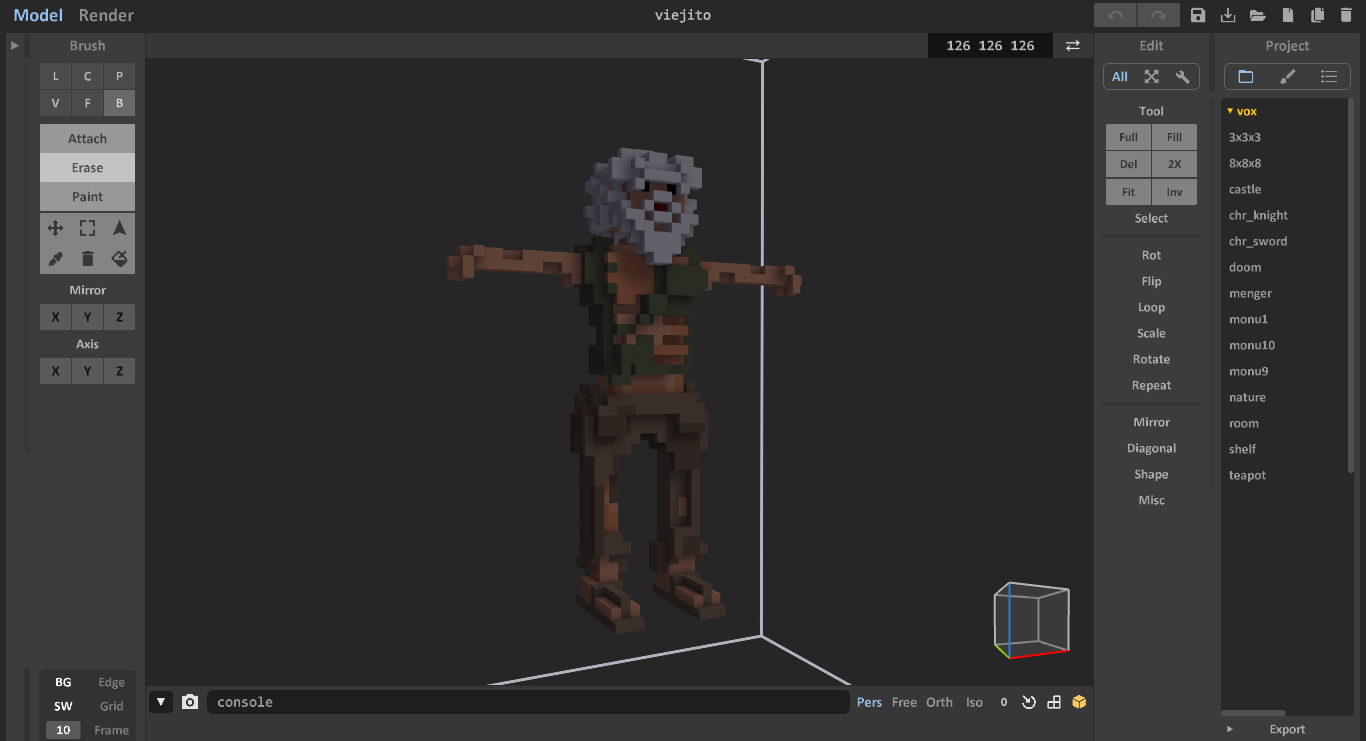 Model Render
viejito
Brush
126 126 126
Edit
Project
L C P
V F B
All
Attach
Erase
Paint
Tool
Full Fill
Del 2X
Fit Inv
Select
Rot
Flip
Loop
Scale
Rotate
Repeat
Mirror
Diagonal
Shape
Misc
Mirror
X Y Z
Axis
X Y Z
vox
3x3x3
8x8x8
castle
chr_knight
chr_sword
doom
menger
monu1
monu10
monu9
nature
room
shelf
teapot
BG Edge
SW Grid
10 Frame
console
Pers Free Orth Iso 0
Export